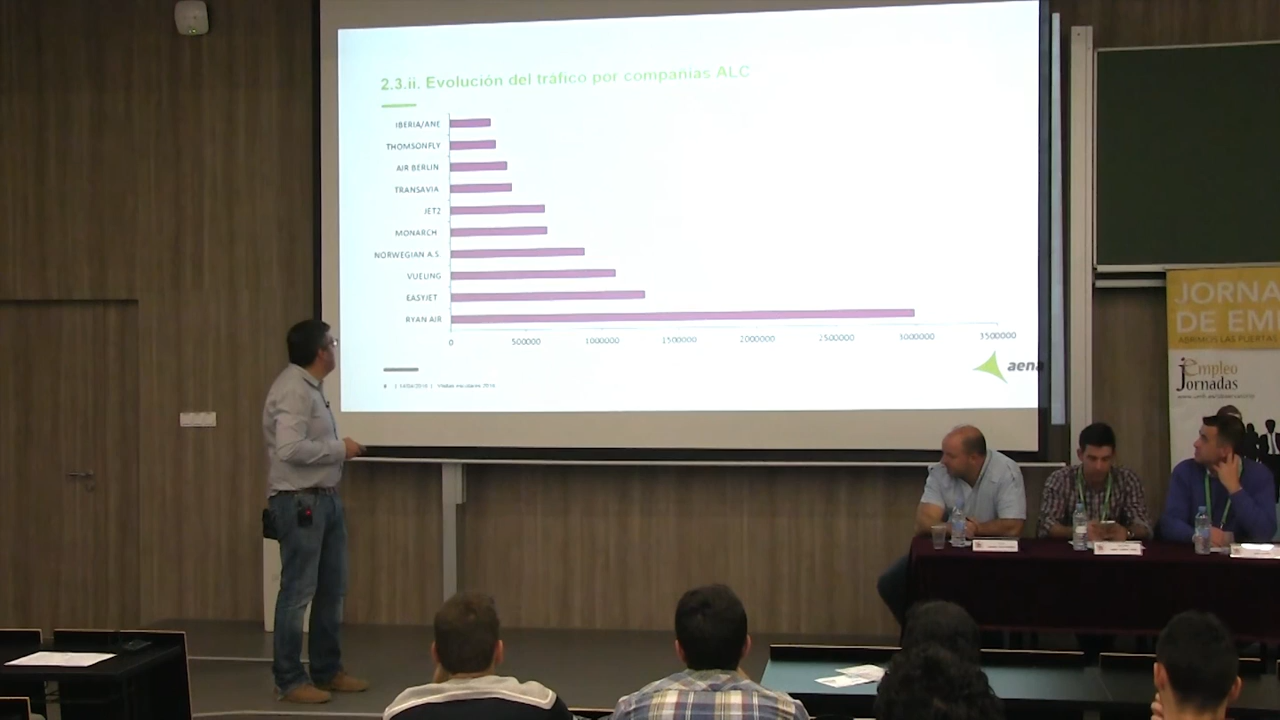 2.3.ii. Evolución del tráfico por compañías ALC
IBERIA/ANE
THOMSONFLY
AIR BERLIN
TRANSAVIA
JET2
MONARCH
NORWEGIAN A.S.
VUELING
EASYJET
RYAN AIR
0 500000 1000000 1500000 2000000 2500000 3000000 3500000
aena
JORNA
DE EM
ABRIMOS LAS PUERTAS
Empleo
Jornadas